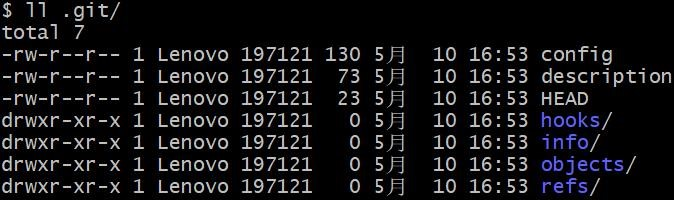 $ ll .git/
total 7
-rw-r--r-- 1 Lenovo 197121 130 5月  10 16:53 config
-rw-r--r-- 1 Lenovo 197121  73 5月  10 16:53 description
-rw-r--r-- 1 Lenovo 197121  23 5月  10 16:53 HEAD
drwxr-xr-x 1 Lenovo 197121   0 5月  10 16:53 hooks/
drwxr-xr-x 1 Lenovo 197121   0 5月  10 16:53 info/
drwxr-xr-x 1 Lenovo 197121   0 5月  10 16:53 objects/
drwxr-xr-x 1 Lenovo 197121   0 5月  10 16:53 refs/